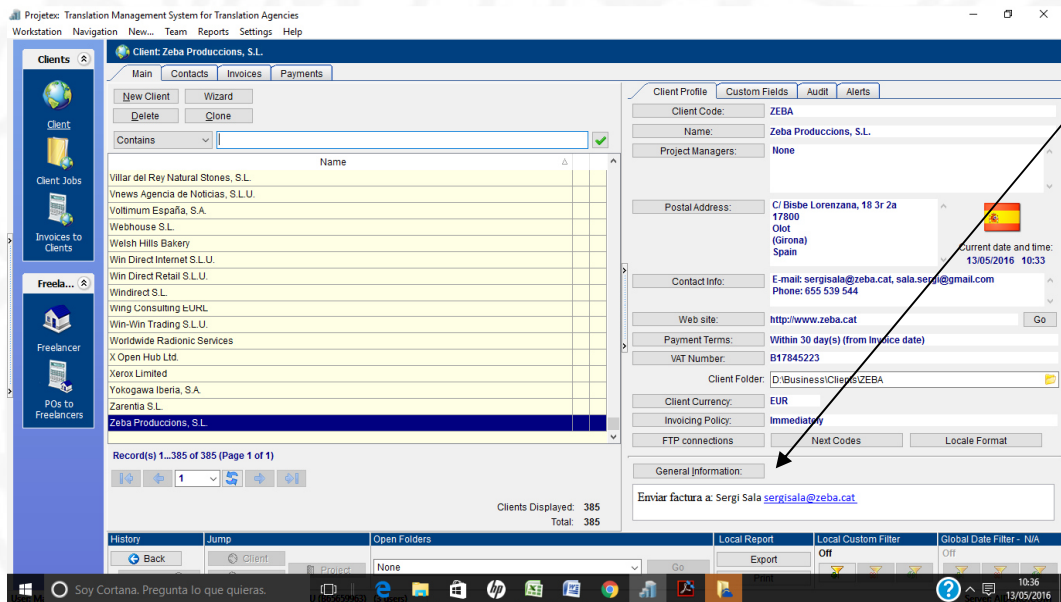 Projetex: Translation Management System for Translation Agencies
Workstation Navigation New... Team Reports Settings Help
Clients
Client
Client Jobs
Invoices to
Clients
Freela...
Freelancer
POs to
Freelancers
Client: Zeba Produccions, S.L.
Main Contacts Invoices Payments
New Client Wizard
Delete Clone
Contains
Name
Villar del Rey Natural Stones, S.L.
Vnews Agencia de Noticias, S.L.U.
Voltimum España, S.A.
Webhouse S.L.
Welsh Hills Bakery
Win Direct Internet S.L.U.
Win Direct Retail S.L.U.
Windirect S.L.
Wing Consulting EURL
Win-Win Trading S.L.U.
Worldwide Radionic Services
X Open Hub Ltd.
Xerox Limited
Yokogawa Iberia, S.A.
Zarentia S.L.
Zeba Produccions, S.L.
Record(s) 1...385 of 385 (Page 1 of 1)
1
Clients Displayed: 385
Total: 385
Client Profile Custom Fields Audit Alerts
Client Code: ZEBA
Name: Zeba Produccions, S.L.
Project Managers: None
Postal Address: C/ Bisbe Lorenzana, 18 3r 2a
17800
Olot
(Girona)
Spain
Current date and time:
13/05/2016 10:33
Contact Info: E-mail: sergisala@zeba.cat, sala.sergi@gmail.com
Phone: 655 539 544
Web site: http://www.zeba.cat Go
Payment Terms: Within 30 day(s) (from Invoice date)
VAT Number: B17845223
Client Folder: D:\Business\Clients\ZEBA
Client Currency: EUR
Invoicing Policy: Immediately
FTP connections Next Codes Locale Format
General Information:
Enviar factura a: Sergi Sala sergisala@zeba.cat
History Jump Open Folders Local Report Local Custom Filter Global Date Filter - N/A
Back Client Project None Go Export Off Off
Print
Soy Cortana. Pregunta lo que quieras.
10:36
13/05/2016